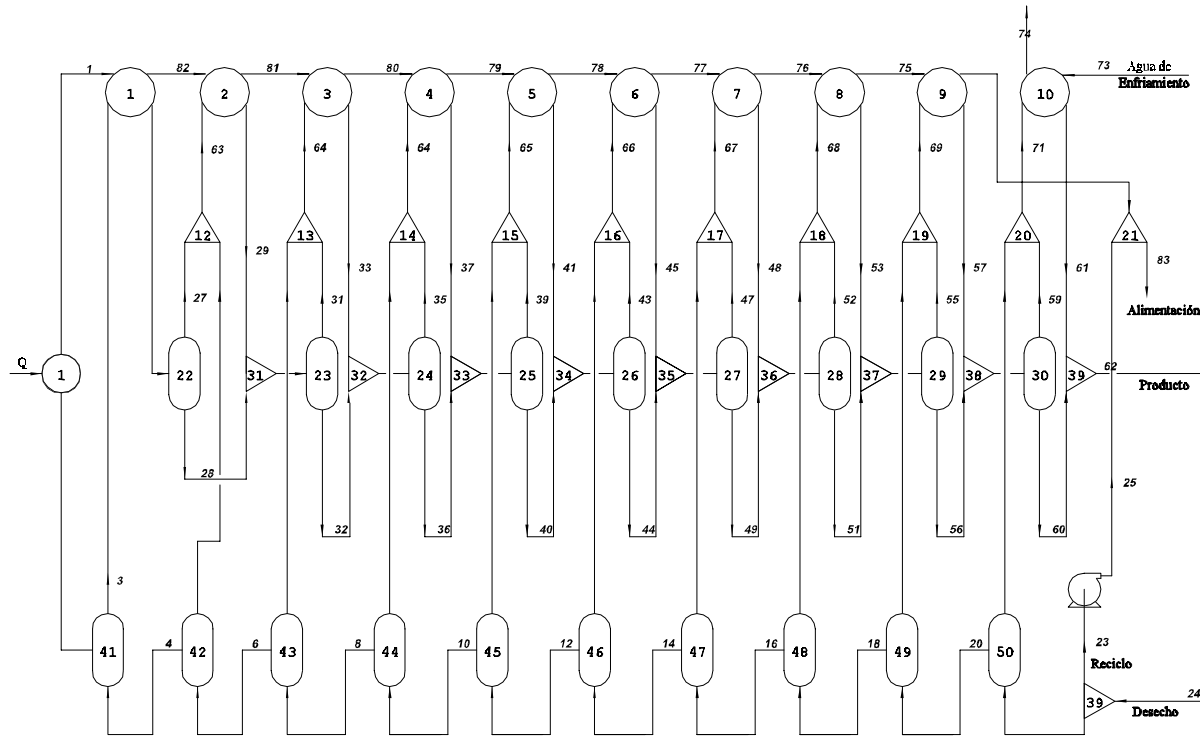 74
1 82 81 80 79 78 77 76 75 73 Agua de
Enfriamiento
1 2 3 4 5 6 7 8 9 10
63 64 64 65 66 67 68 69 71
12 13 14 15 16 17 18 19 20 21
29 33 37 41 45 48 53 57 61 83
27 31 35 39 43 47 52 55 59
Alimentación
Q
1 22 31 23 32 24 33 25 34 26 35 27 36 28 37 29 38 30 39 62
Producto
28 25
32 36 40 44 49 51 56 60
3
4 6 8 10 12 14 16 18 20 23
41 42 43 44 45 46 47 48 49 50
Reciclo
39 24
Desecho